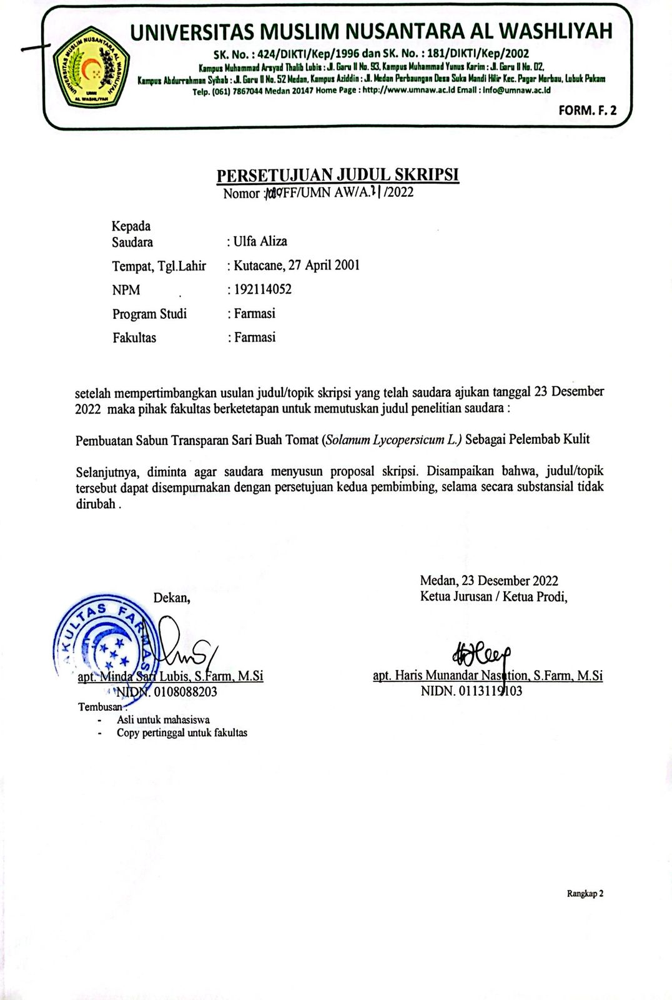 UNIVERSITAS MUSLIM NUSANTARA AL WASHLIYAH
SK. No. : 424/DIKTI/Kep/1996 dan SK. No. : 181/DIKTI/Kep/2002
Kampus Muhammad Arsyad Thalib Lubis : Jl. Garu II No. 93, Kampus Muhammad Yunus Karim : Jl. Garu II No. 02,
Kampus Abdurrahman Syihab : Jl. Garu II No. 52 Medan, Kampus Aziddin : Jl. Medan Perbaungan Desa Suka Mandi Hilir Kec. Pagar Merbau, Lubuk Pakam
Telp. (061) 7867044 Medan 20147 Home Page : http://www.umnaw.ac.id Email : info@umnaw.ac.id
UNIVERSITAS MUSLIM NUSANTARA AL WASHLIYAH
UMN
AL WASHLIYAH
FORM. F. 2
PERSETUJUAN JUDUL SKRIPSI
Nomor : FF/UMN AW/A. /2022
Kepada
Saudara : Ulfa Aliza
Tempat, Tgl.Lahir : Kutacane, 27 April 2001
NPM : 192114052
Program Studi : Farmasi
Fakultas : Farmasi
setelah mempertimbangkan usulan judul/topik skripsi yang telah saudara ajukan tanggal 23 Desember
2022 maka pihak fakultas berketetapan untuk memutuskan judul penelitian saudara :
Pembuatan Sabun Transparan Sari Buah Tomat (Solanum Lycopersicum L.) Sebagai Pelembab Kulit
Selanjutnya, diminta agar saudara menyusun proposal skripsi. Disampaikan bahwa, judul/topik
tersebut dapat disempurnakan dengan persetujuan kedua pembimbing, selama secara substansial tidak
dirubah .
Medan, 23 Desember 2022
Dekan,
Ketua Jurusan / Ketua Prodi,
AKULTAS FARMASI
apt. Minda Sari Lubis, S.Farm, M.Si
NIDN. 0108088203
apt. Haris Munandar Nasution, S.Farm, M.Si
NIDN. 0113119103
Tembusan :
- Asli untuk mahasiswa
- Copy pertinggal untuk fakultas
Rangkap 2